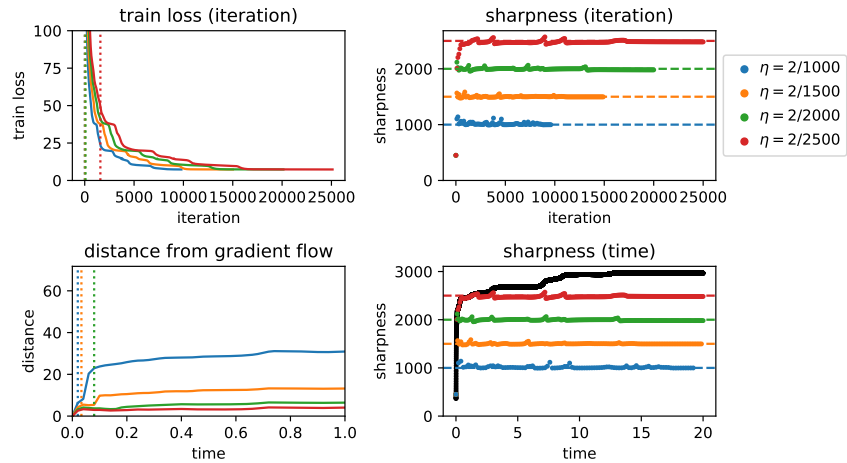 train loss (iteration)
train loss
100
75
50
25
0
0 5000 10000 15000 20000 25000
iteration
sharpness (iteration)
sharpness
2000
1000
0
0 5000 10000 15000 20000 25000
iteration
η = 2/1000
η = 2/1500
η = 2/2000
η = 2/2500
distance from gradient flow
distance
60
40
20
0
0.0 0.2 0.4 0.6 0.8 1.0
time
sharpness (time)
sharpness
3000
2000
1000
0
0 5 10 15 20
time